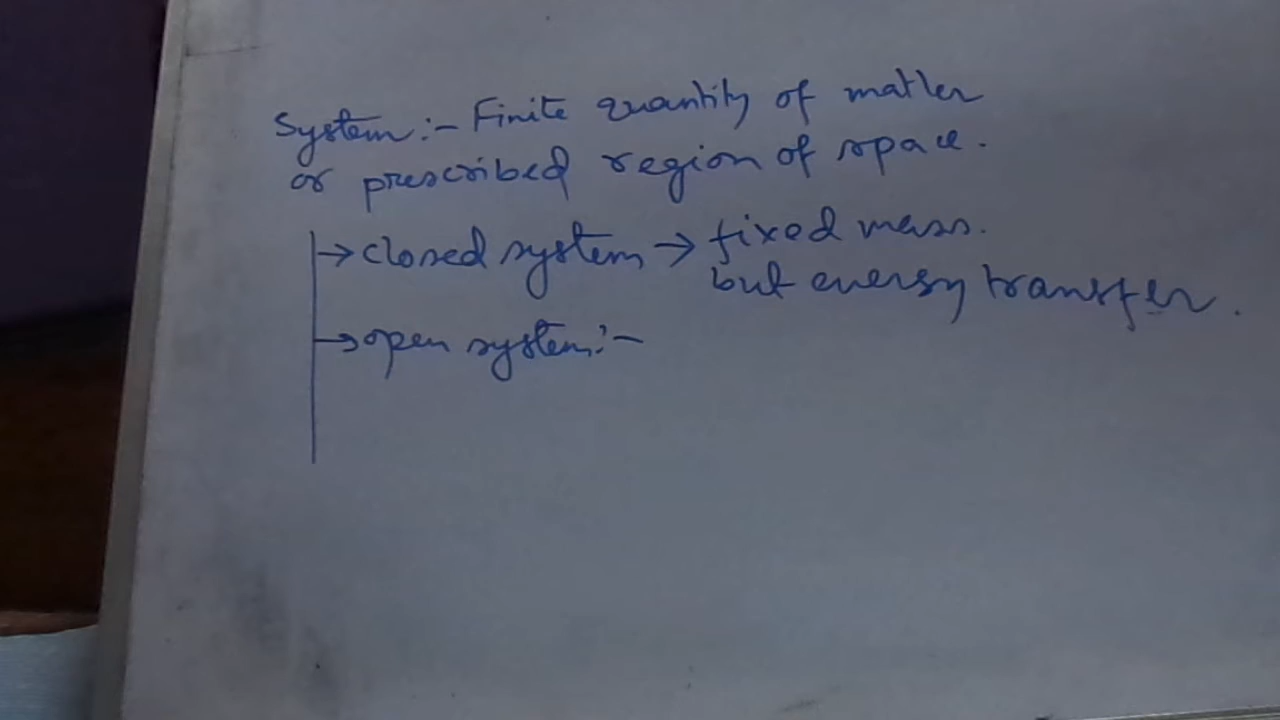 System:- Finite quantity of matter
or prescribed region of space.
→ closed system → fixed mass.
but energy transfer.
→ open system:-